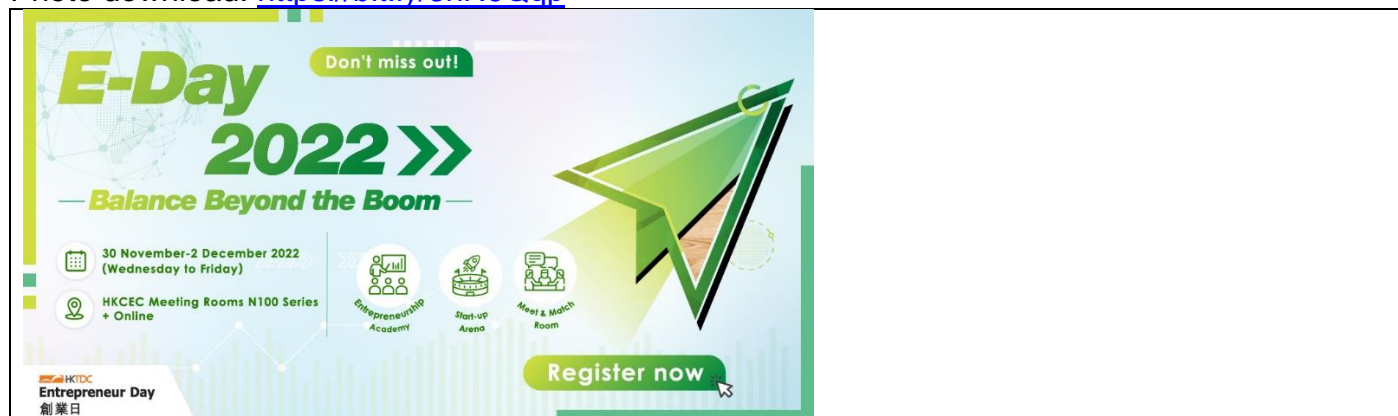 Photo download:
E-Day
Don't miss out!
2022
Balance Beyond the Boom
30 November-2 December 2022
(Wednesday to Friday)
HKCEC Meeting Rooms N100 Series
+ Online
Entrepreneurship
Academy
Start-up
Arena
Meet & Match
Room
Register now
HKTDC
Entrepreneur Day
創業日